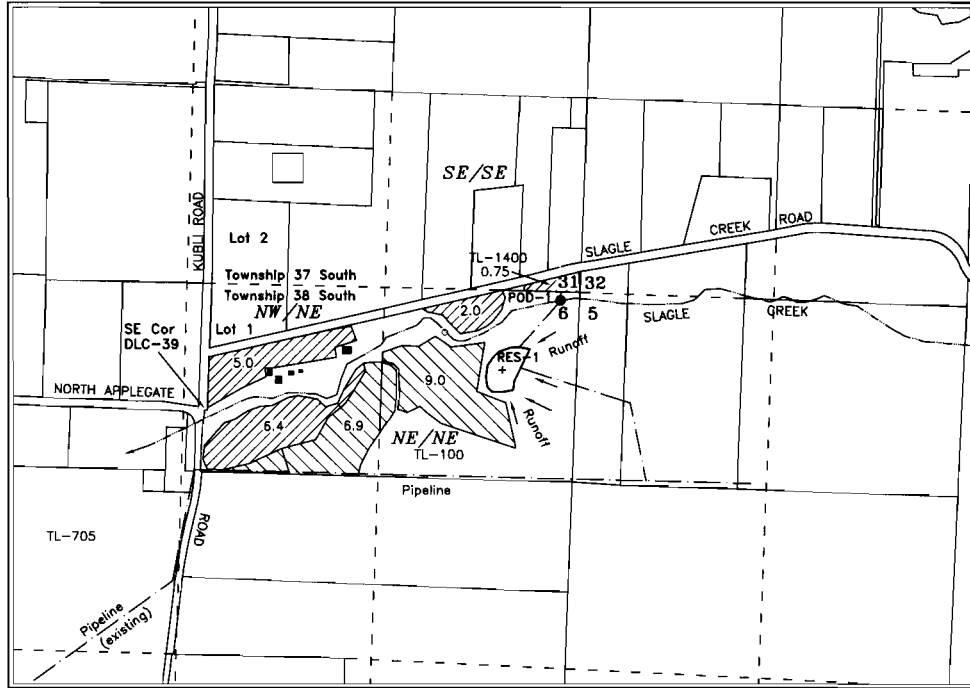 SE/SE
KUBLI ROAD
SLAGLE CREEK ROAD
Lot 2
TL-1400
0.75
31 32
Township 37 South
Township 38 South
NW/NE
POD-1
6 5
SLAGLE CREEK
2.0
SE Cor
DLC-39
Lot 1
5.0
RES-1
Runoff
NORTH APPLEGATE
9.0
6.4
6.9
Runoff
NE/NE
TL-100
Pipeline
ROAD
TL-705
Pipeline
(existing)